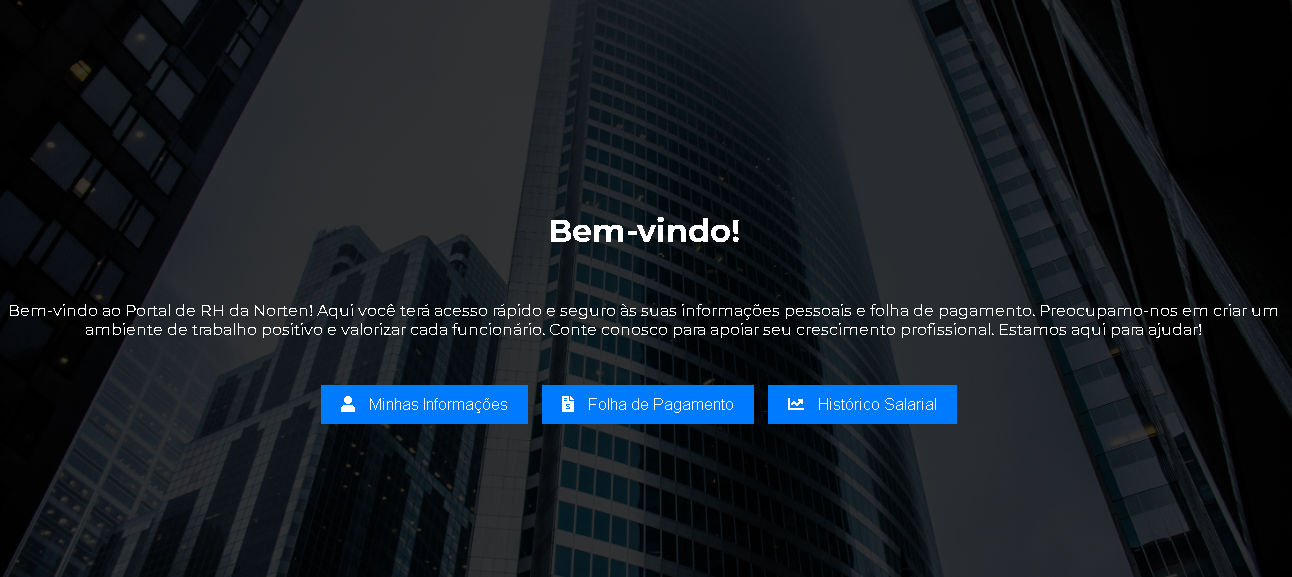 Bem-vindo!
Bem-vindo ao Portal de RH da Norten! Aqui você terá acesso rápido e seguro às suas informações pessoais e folha de pagamento. Preocupamo-nos em criar um
ambiente de trabalho positivo e valorizar cada funcionário. Conte conosco para apoiar seu crescimento profissional. Estamos aqui para ajudar!
Minhas Informações Folha de Pagamento Histórico Salarial